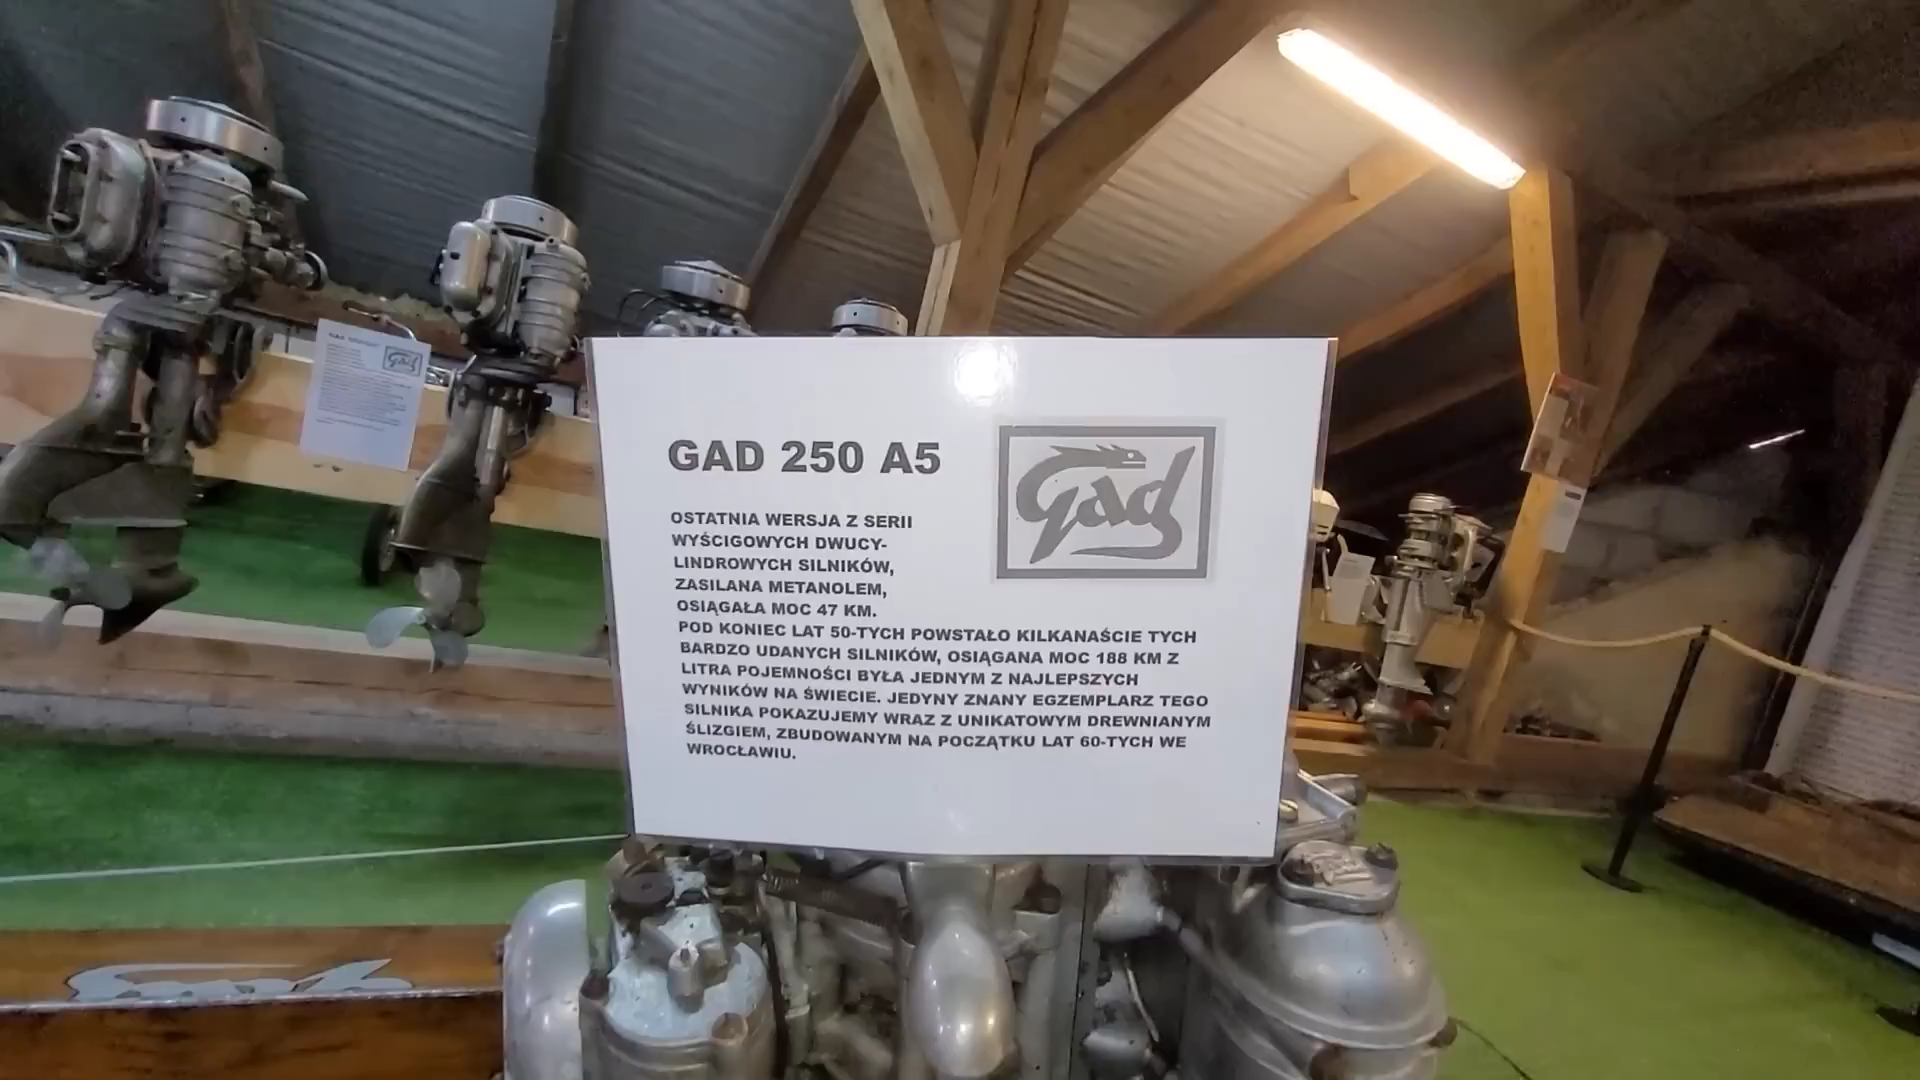 GAD 250 A5
Gad
OSTATNIA WERSJA Z SERII
WYŚCIGOWYCH DWUCY-
LINDROWYCH SILNIKÓW,
ZASILANA METANOLEM,
OSIĄGAŁA MOC 47 KM.
POD KONIEC LAT 50-TYCH POWSTAŁO KILKANAŚCIE TYCH
BARDZO UDANYCH SILNIKÓW, OSIĄGANA MOC 188 KM Z
LITRA POJEMNOŚCI BYŁA JEDNYM Z NAJLEPSZYCH
WYNIKÓW NA ŚWIECIE. JEDYNY ZNANY EGZEMPLARZ TEGO
SILNIKA POKAZUJEMY WRAZ Z UNIKATOWYM DREWNIANYM
ŚLIZGIEM, ZBUDOWANYM NA POCZĄTKU LAT 60-TYCH WE
WROCŁAWIU.
Gad